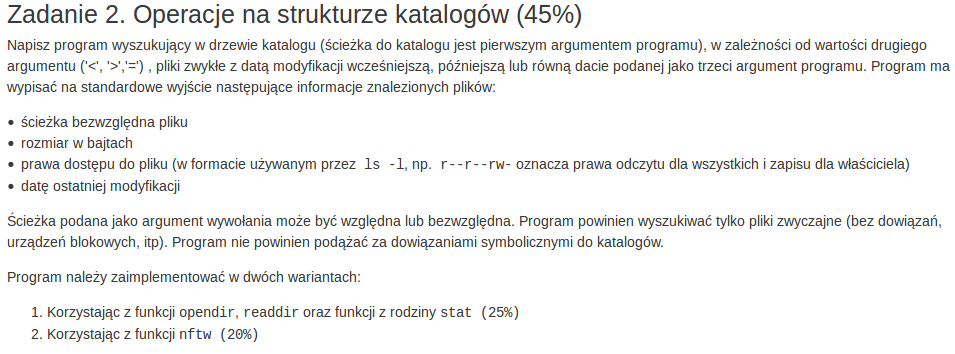 Zadanie 2. Operacje na strukturze katalogów (45%)
Napisz program wyszukujący w drzewie katalogu (ścieżka do katalogu jest pierwszym argumentem programu), w zależności od wartości drugiego
argumentu ('<', '>','=') , pliki zwykłe z datą modyfikacji wcześniejszą, późniejszą lub równą dacie podanej jako trzeci argument programu. Program ma
wypisać na standardowe wyjście następujące informacje znalezionych plików:
• ścieżka bezwzględna pliku
• rozmiar w bajtach
• prawa dostępu do pliku (w formacie używanym przez ls -l, np. r--r--rw- oznacza prawa odczytu dla wszystkich i zapisu dla właściciela)
• datę ostatniej modyfikacji
Ścieżka podana jako argument wywołania może być względna lub bezwzględna. Program powinien wyszukiwać tylko pliki zwyczajne (bez dowiązań,
urządzeń blokowych, itp). Program nie powinien podążać za dowiązaniami symbolicznymi do katalogów.
Program należy zaimplementować w dwóch wariantach:
1. Korzystając z funkcji opendir, readdir oraz funkcji z rodziny stat (25%)
2. Korzystając z funkcji nftw (20%)